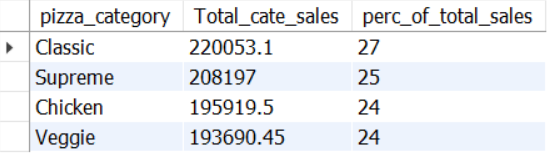 pizza_category Total_cate_sales perc_of_total_sales
Classic 220053.1 27
Supreme 208197 25
Chicken 195919.5 24
Veggie 193690.45 24